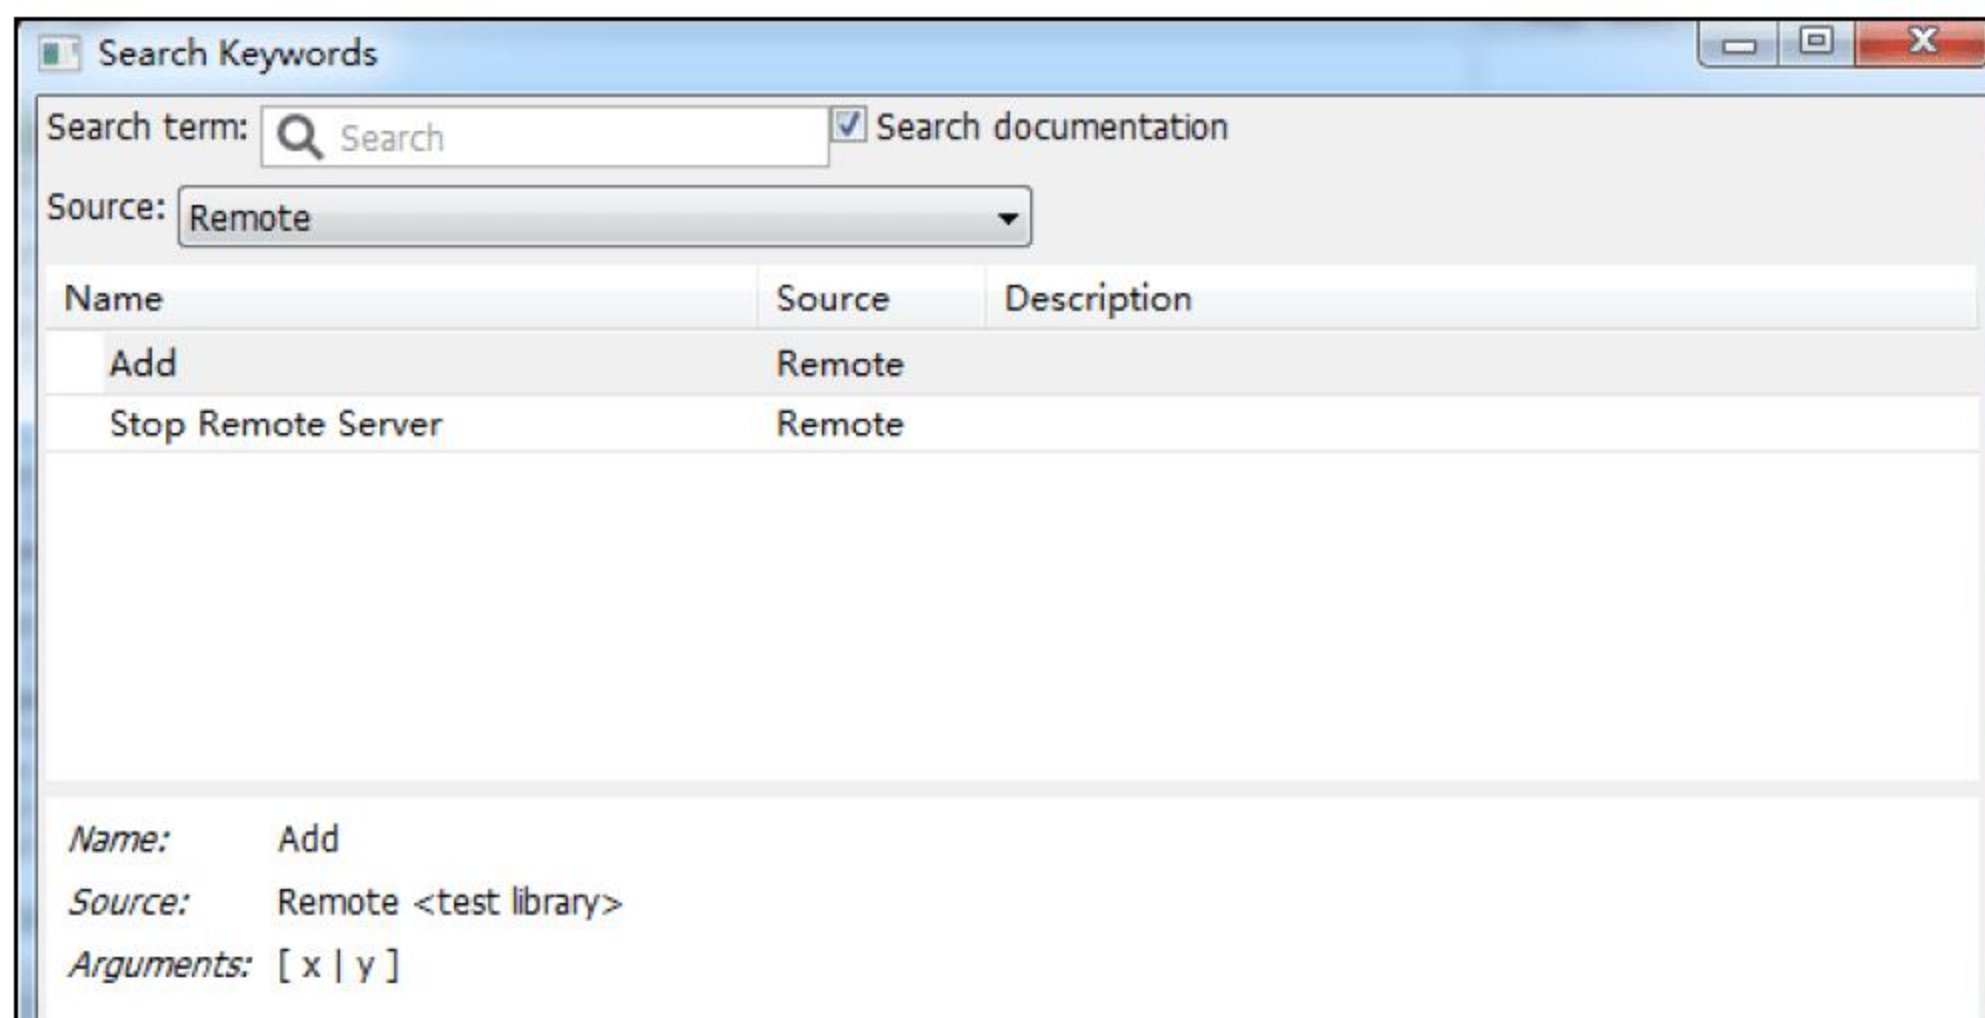 Search Keywords
Search term: Search Search documentation
Source: Remote
Name Source Description
Add Remote
Stop Remote Server Remote
Name: Add
Source: Remote <test library>
Arguments: [ x | y ]